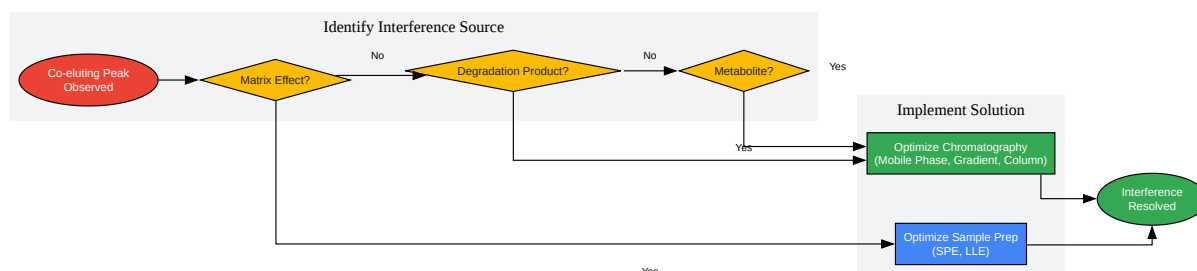 Identify Interference Source
Co-eluting Peak
Observed
Matrix Effect?
No
Degradation Product?
No
Metabolite?
Yes
Implement Solution
Yes
Optimize Chromatography
(Mobile Phase, Gradient, Column)
Interference
Resolved
Optimize Sample Prep
(SPE, LLE)
Yes